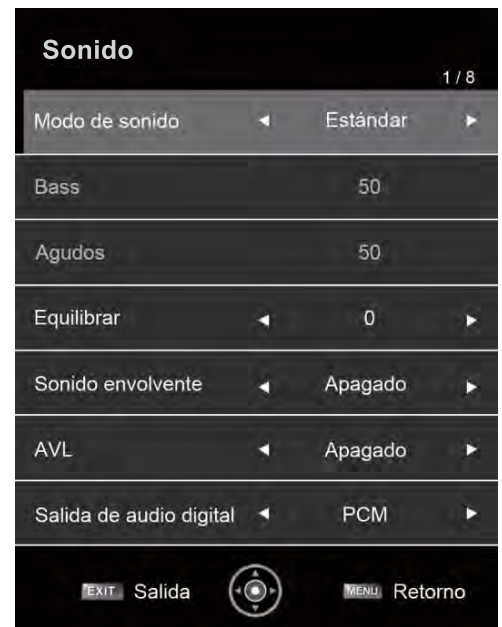 Sonido
1 / 8
Modo de sonido ◄ Estándar ►
Bass 50
Agudos 50
Equilibrar ◄ 0 ►
Sonido envolvente ◄ Apagado ►
AVL ◄ Apagado ►
Salida de audio digital ◄ PCM ►
EXIT Salida MENU Retorno